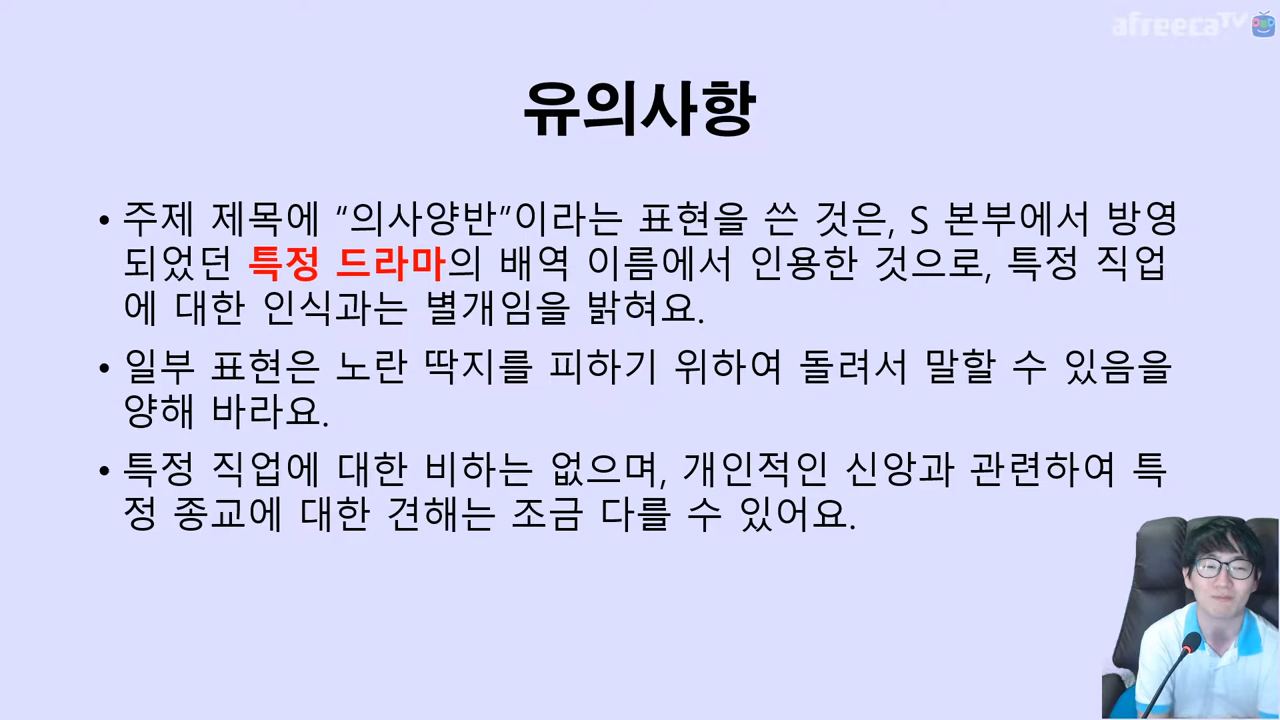 afreecaTV
유의사항
• 주제 제목에 “의사양반”이라는 표현을 쓴 것은, S 본부에서 방영
되었던 특정 드라마의 배역 이름에서 인용한 것으로, 특정 직업
에 대한 인식과는 별개임을 밝혀요.
• 일부 표현은 노란 딱지를 피하기 위하여 돌려서 말할 수 있음을
양해 바라요.
• 특정 직업에 대한 비하는 없으며, 개인적인 신앙과 관련하여 특
정 종교에 대한 견해는 조금 다를 수 있어요.